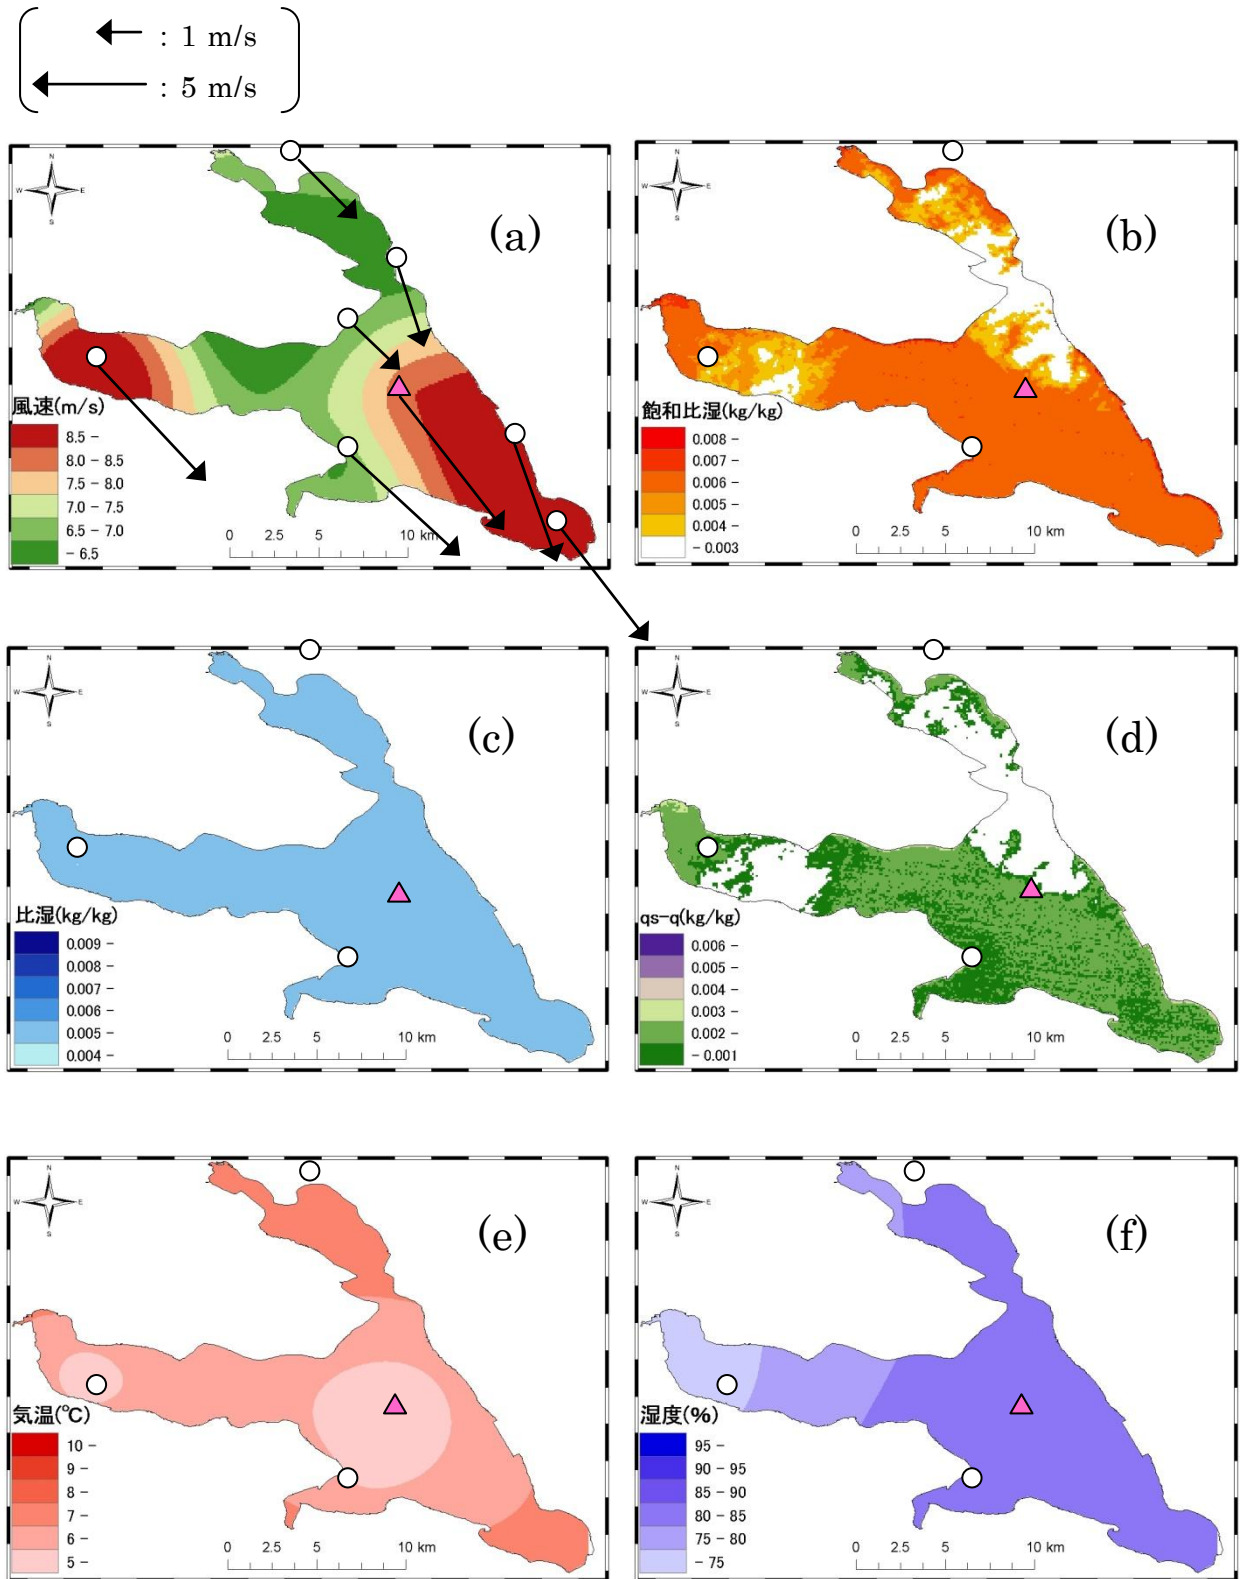 : 1 m/s
: 5 m/s
N
W E
S
(a)
風速(m/s)
8.5 -
8.0 - 8.5
7.5 - 8.0
7.0 - 7.5
6.5 - 7.0
- 6.5
0 2.5 5 10 km
N
W E
S
(b)
飽和比湿(kg/kg)
0.008 -
0.007 -
0.006 -
0.005 -
0.004 -
- 0.003
0 2.5 5 10 km
N
W E
S
(c)
比湿(kg/kg)
0.009 -
0.008 -
0.007 -
0.006 -
0.005 -
0.004 -
0 2.5 5 10 km
N
W E
S
(d)
qs-q(kg/kg)
0.006 -
0.005 -
0.004 -
0.003 -
0.002 -
- 0.001
0 2.5 5 10 km
N
W E
S
(e)
気温(℃)
10 -
9 -
8 -
7 -
6 -
5 -
0 2.5 5 10 km
N
W E
S
(f)
湿度(%)
95 -
90 - 95
85 - 90
80 - 85
75 - 80
- 75
0 2.5 5 10 km